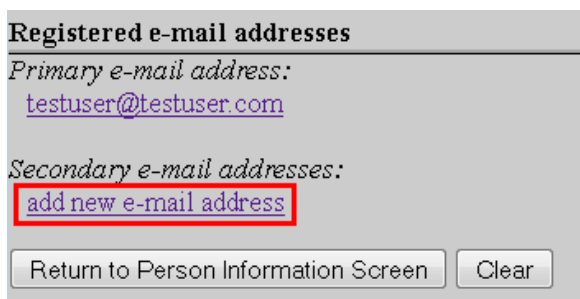 Registered e-mail addresses
Primary e-mail address:
testuser@testuser.com
Secondary e-mail addresses:
add new e-mail address
Return to Person Information Screen Clear